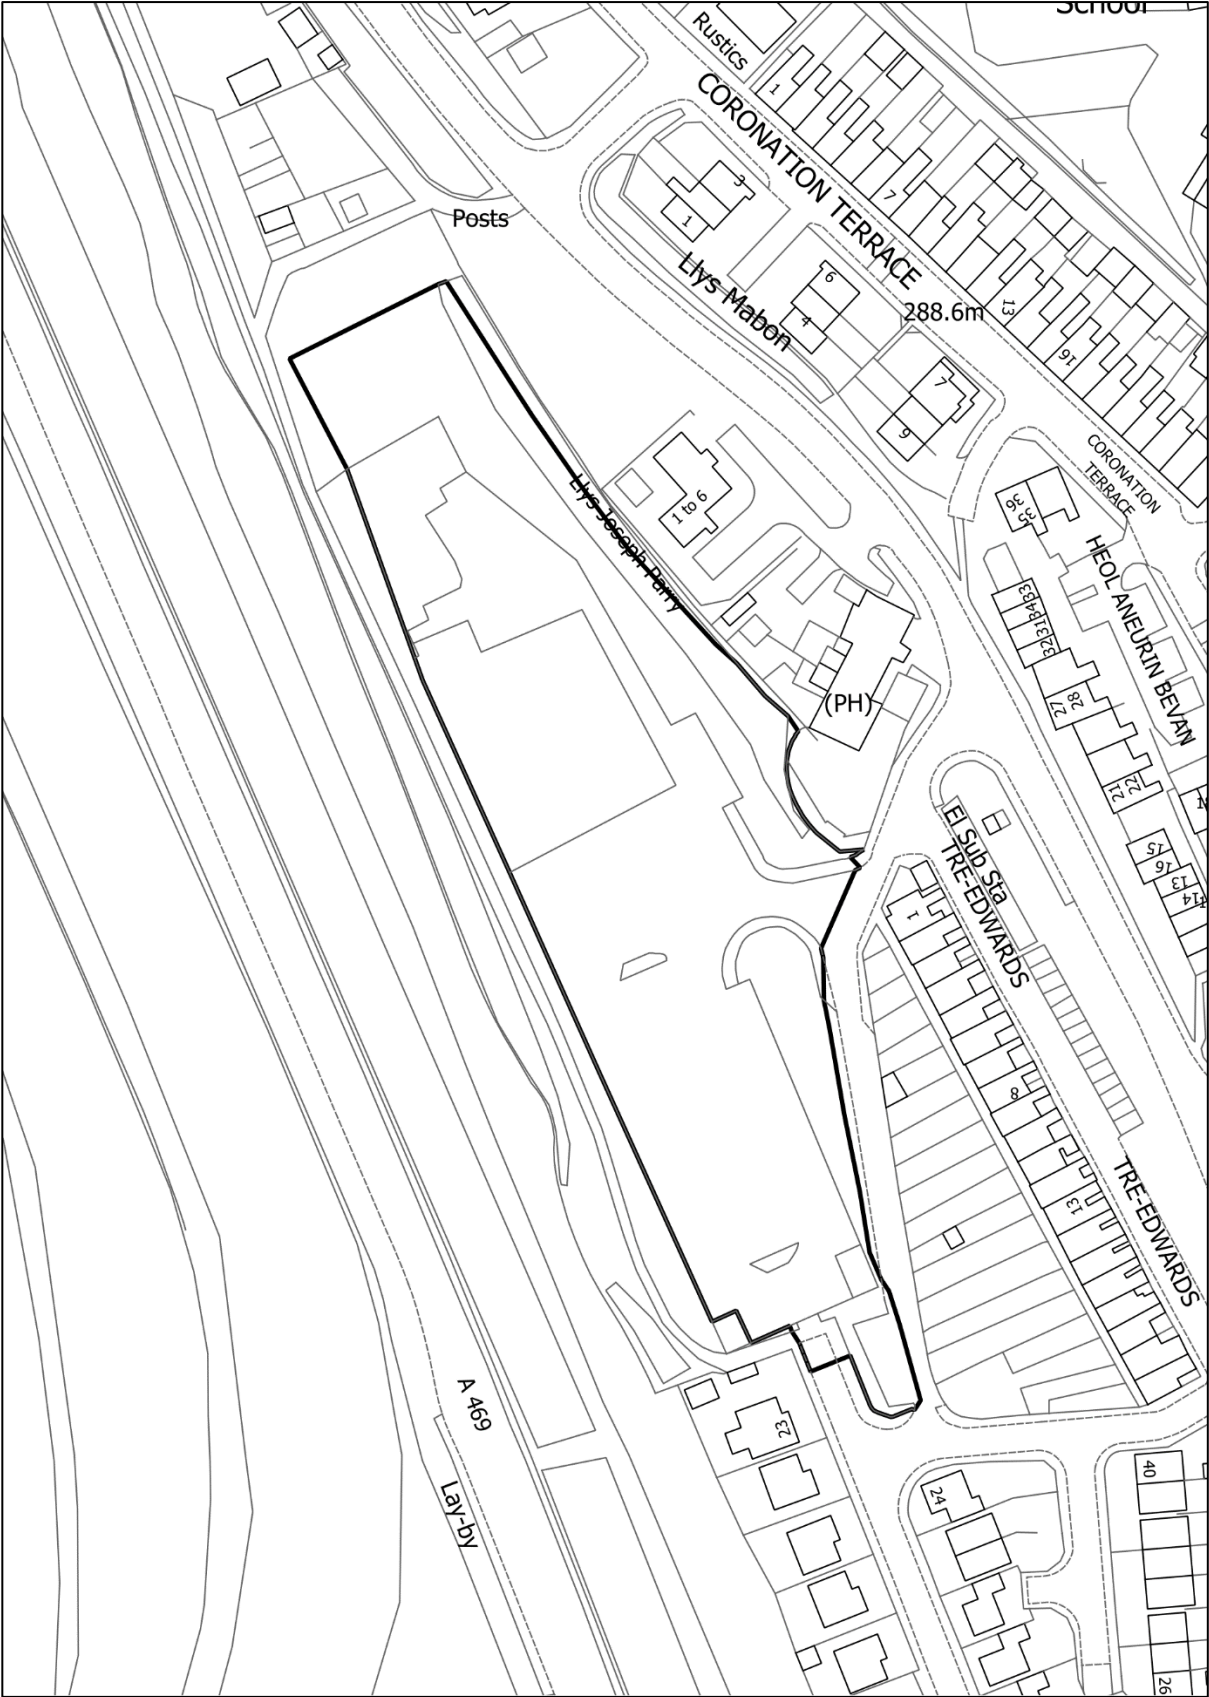 School
Rustics
1
CORONATION TERRACE
3
1
7
Posts
Llys Mabon
6
4
288.6m
13
16
7
9
CORONATION
TERRACE
Llys Joseph Parry
1 to 6
36
35
HEOL ANEURIN BEVAN
33
34
31
32
28
27
(PH)
22
21
El Sub Sta
TRE-EDWARDS
15
16
13
14
1
8
13
TRE-EDWARDS
A 469
23
Lay-by
24
40
26